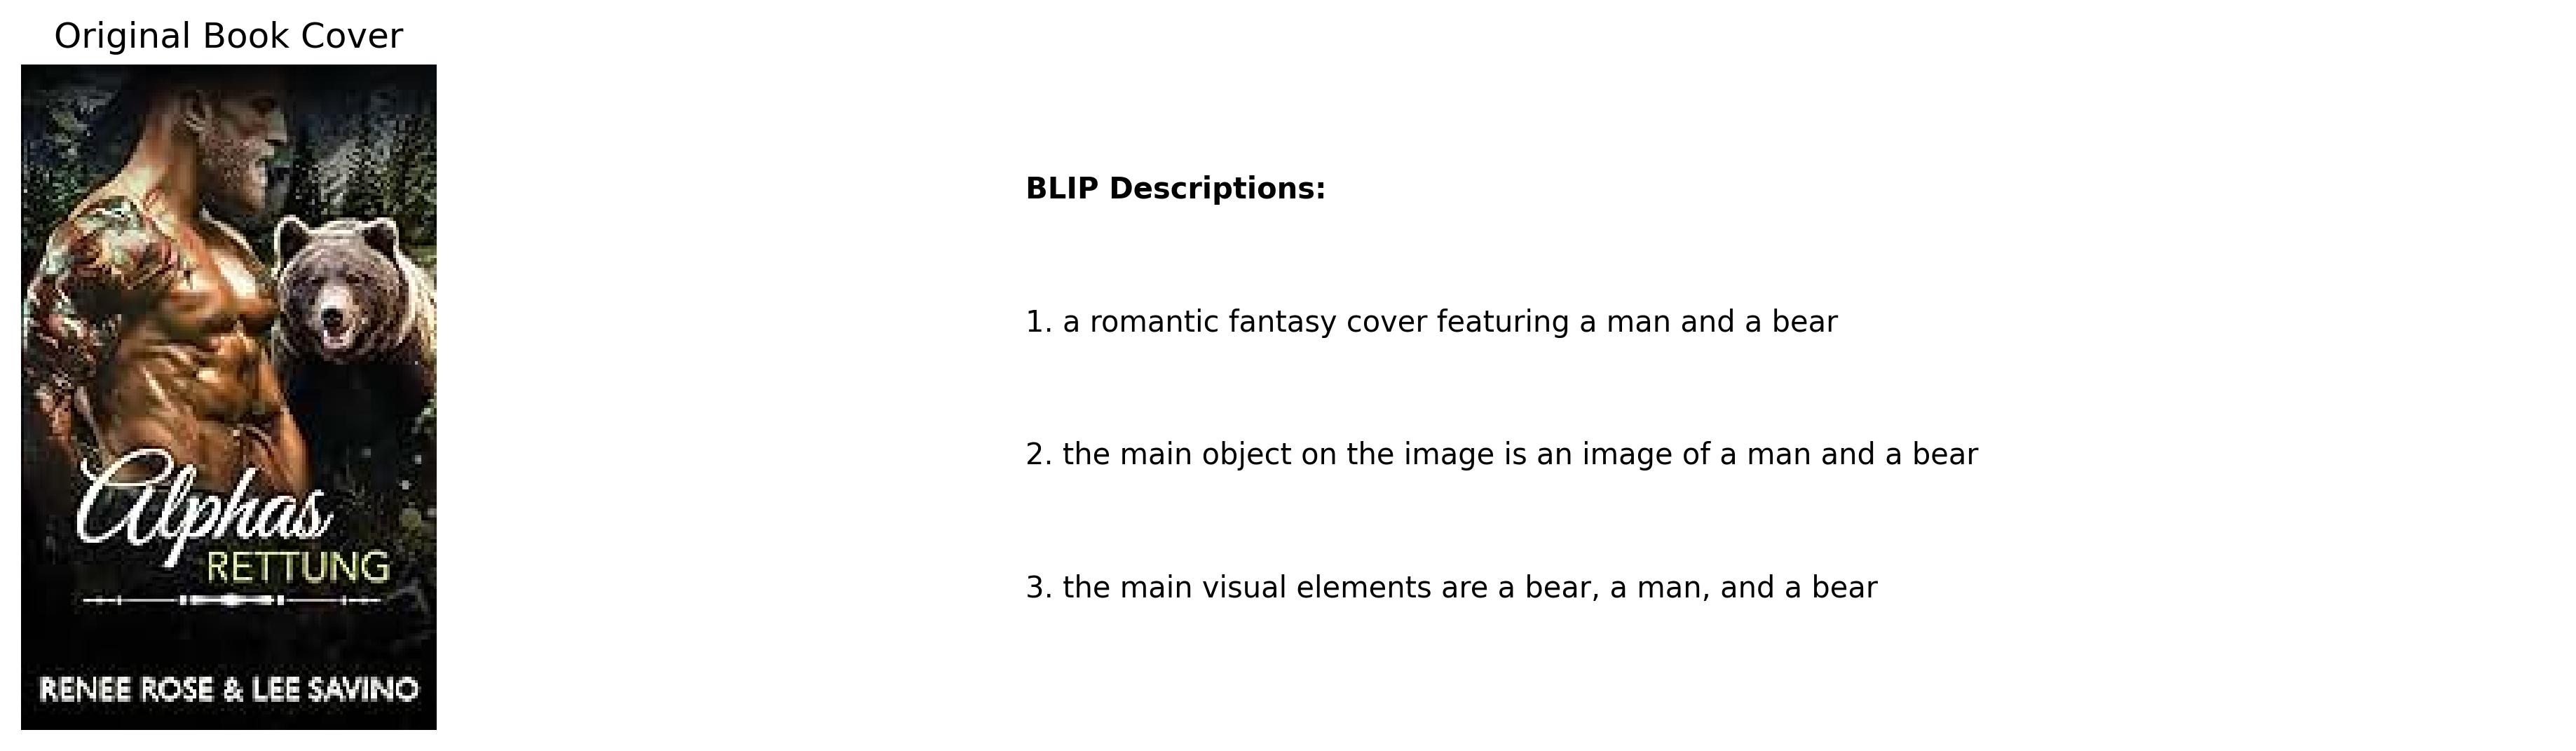 Original Book Cover
Alphas
RETTUNG
RENEE ROSE & LEE SAVINO
BLIP Descriptions:
1. a romantic fantasy cover featuring a man and a bear
2. the main object on the image is an image of a man and a bear
3. the main visual elements are a bear, a man, and a bear